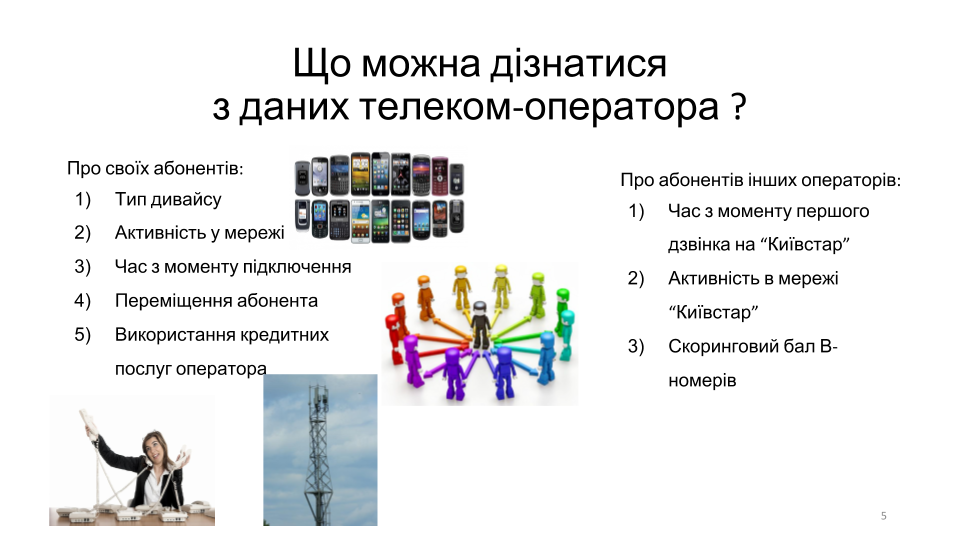 Що можна дізнатися
з даних телеком-оператора ?
Про своїх абонентів:
1) Тип дивайсу
2) Активність у мережі
3) Час з моменту підключення
4) Переміщення абонента
5) Використання кредитних
послуг оператора
Про абонентів інших операторів:
1) Час з моменту першого
дзвінка на “Київстар”
2) Активність в мережі
“Київстар”
3) Скоринговий бал В-
номерів
5